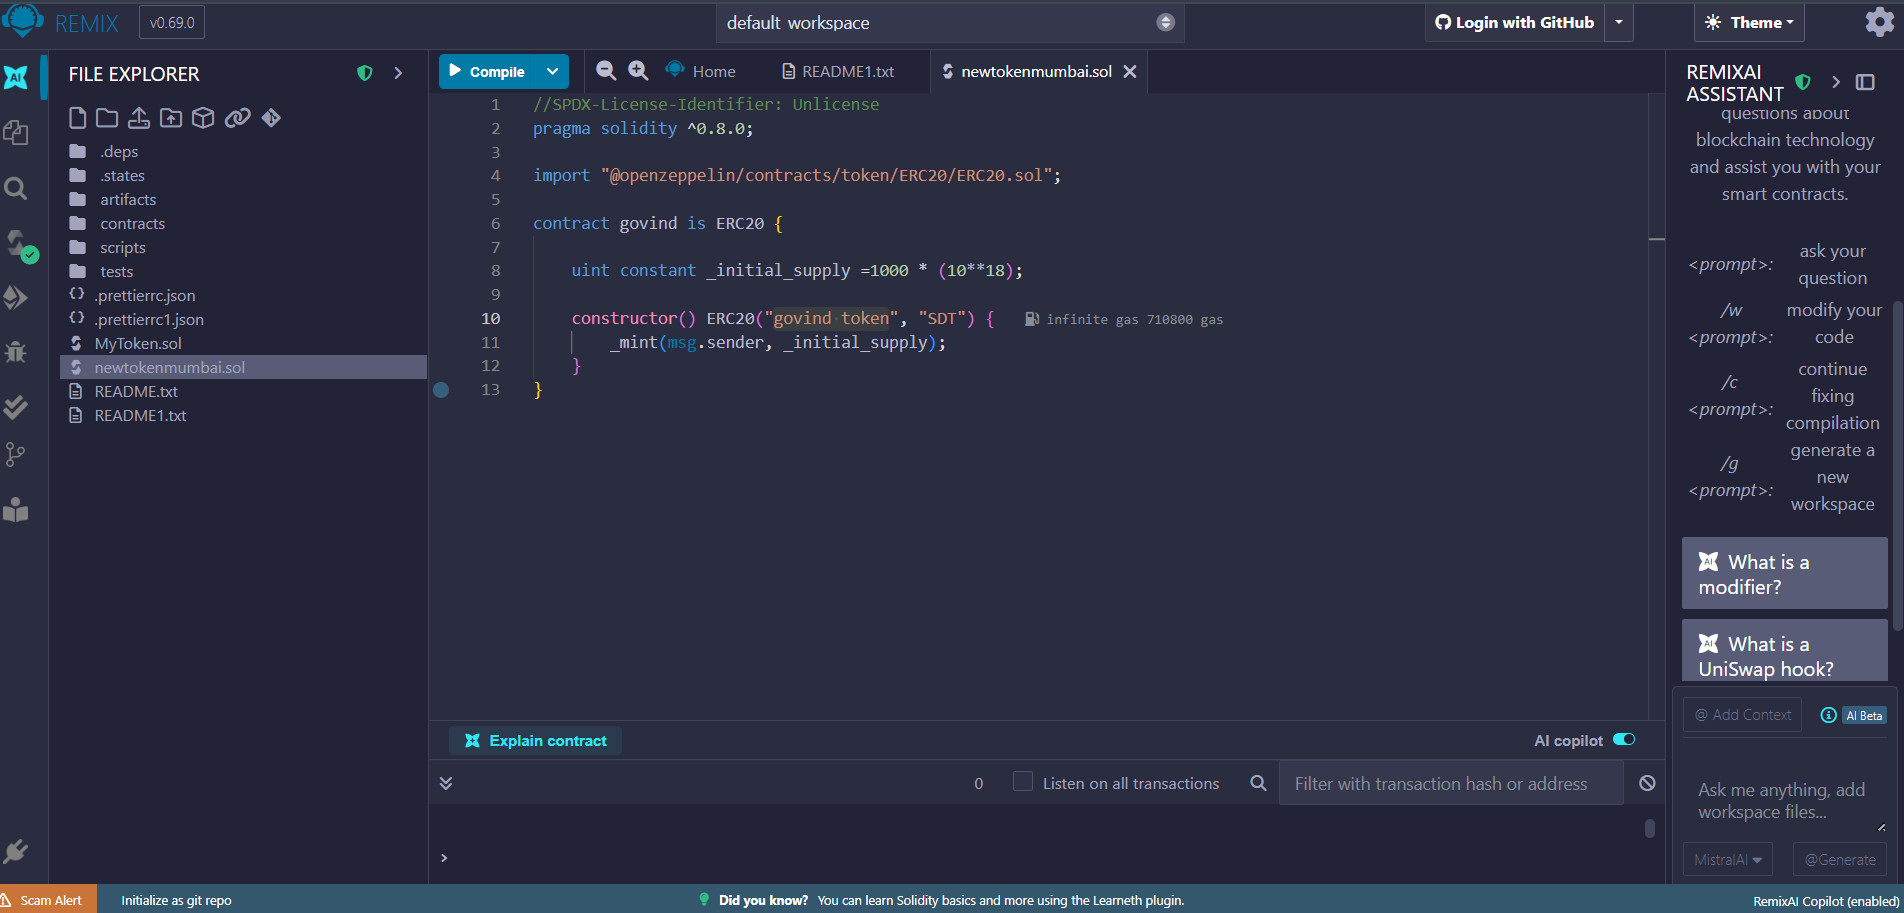 REMIX
v0.69.0
default workspace
Login with GitHub
Theme
AI
FILE EXPLORER
.deps
.states
artifacts
contracts
scripts
tests
.prettierrc.json
.prettierrc1.json
MyToken.sol
newtokenmumbai.sol
README.txt
README1.txt
Compile
Home
README1.txt
newtokenmumbai.sol
1 //SPDX-License-Identifier: Unlicense
2 pragma solidity ^0.8.0;
3
4 import "@openzeppelin/contracts/token/ERC20/ERC20.sol";
5
6 contract govind is ERC20 {
7
8 uint constant _initial_supply =1000 * (10**18);
9
10 constructor() ERC20("govind token", "SDT") { infinite gas 710800 gas
11 _mint(msg.sender, _initial_supply);
12 }
13 }
Explain contract
AI copilot
0
Listen on all transactions
Filter with transaction hash or address
>
REMIXAI
ASSISTANT
questions about
blockchain technology
and assist you with your
smart contracts.
<prompt>: ask your
question
/w
<prompt>: modify your
code
/c
<prompt>: continue
fixing
compilation
/g
<prompt>: generate a
new
workspace
AI What is a
modifier?
AI What is a
UniSwap hook?
@ Add Context
AI Beta
Ask me anything, add
workspace files...
MistralAI
@Generate
Scam Alert
Initialize as git repo
Did you know? You can learn Solidity basics and more using the Learneth plugin.
RemixAI Copilot (enabled)